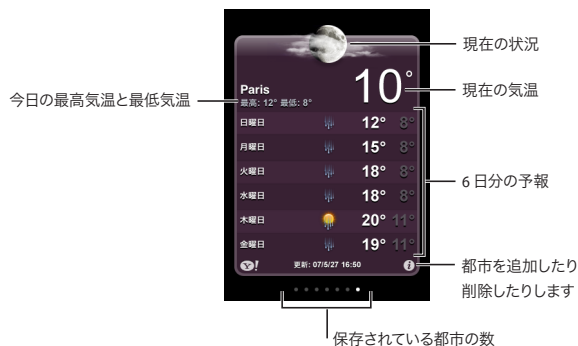 現在の状況
現在の気温
今日の最高気温と最低気温
Paris
最高: 12° 最低: 8°
10°
日曜日 12° 8°
月曜日 15° 8°
火曜日 18° 8°
水曜日 18° 8°
木曜日 20° 11°
金曜日 19° 11°
6 日分の予報
Y! 更新: 07/5/27 16:50 i
都市を追加したり
削除したりします
保存されている都市の数